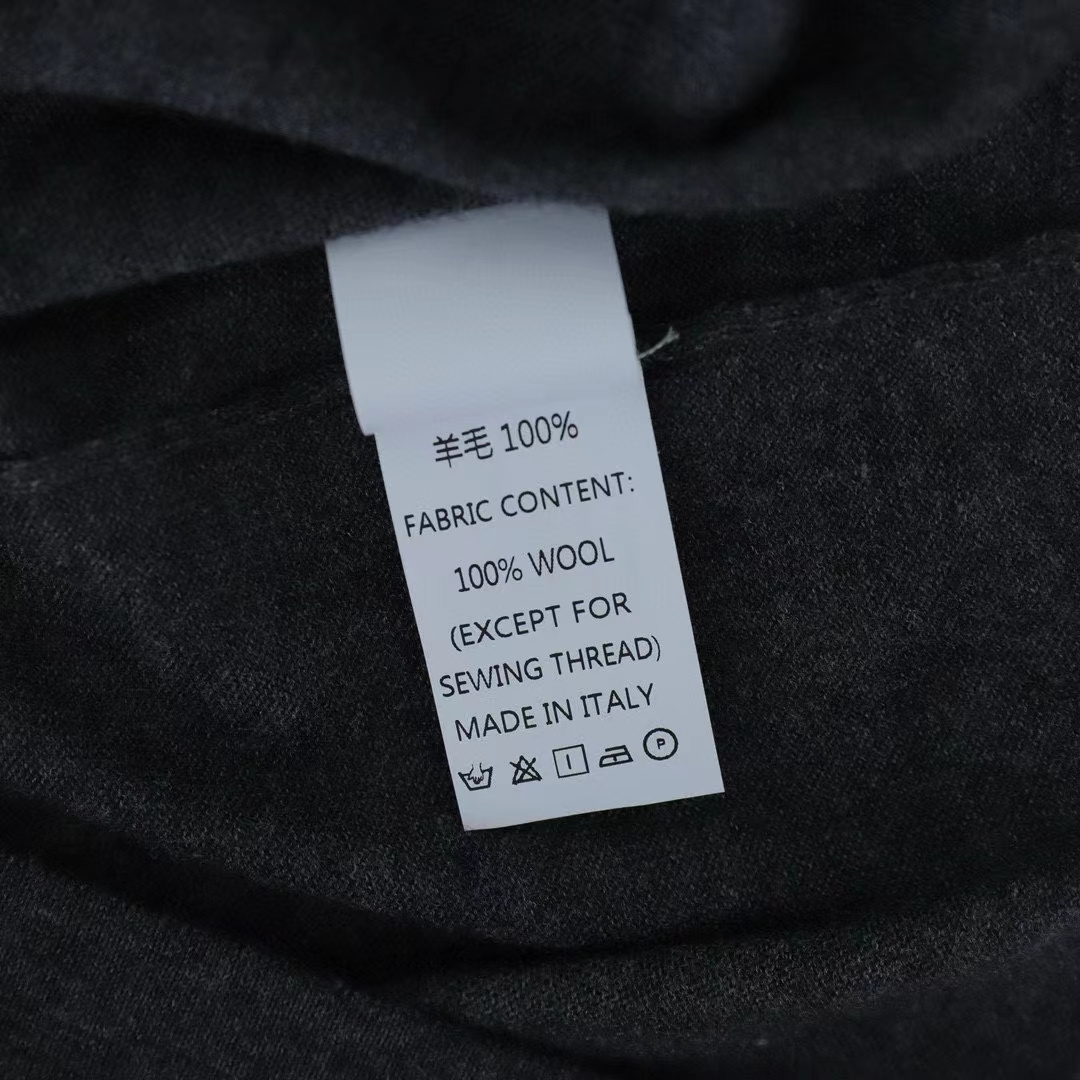 羊毛 100%
FABRIC CONTENT:
100% WOOL
(EXCEPT FOR
SEWING THREAD)
MADE IN ITALY
P